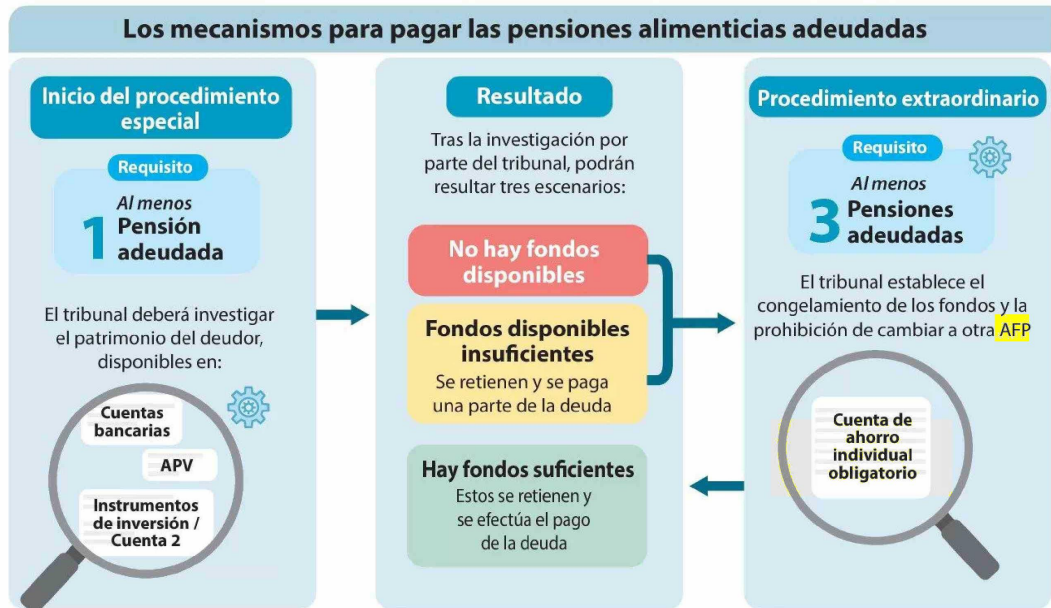 Los mecanismos para pagar las pensiones alimenticias adeudadas
Inicio del procedimiento
especial
Requisito
Al menos
1 Pensión
adeudada
El tribunal deberá investigar
el patrimonio del deudor,
disponibles en:
Cuentas
bancarias
APV
Instrumentos
de inversión /
Cuenta 2
Resultado
Tras la investigación por
parte del tribunal, podrán
resultar tres escenarios:
No hay fondos
disponibles
Fondos disponibles
insuficientes
Se retienen y se paga
una parte de la deuda
Hay fondos suficientes
Estos se retienen y
se efectúa el pago
de la deuda
Procedimiento extraordinario
Requisito
Al menos
3 Pensiones
adeudadas
El tribunal establece el
congelamiento de los fondos y la
prohibición de cambiar a otra AFP
Cuenta de
ahorro
individual
obligatorio